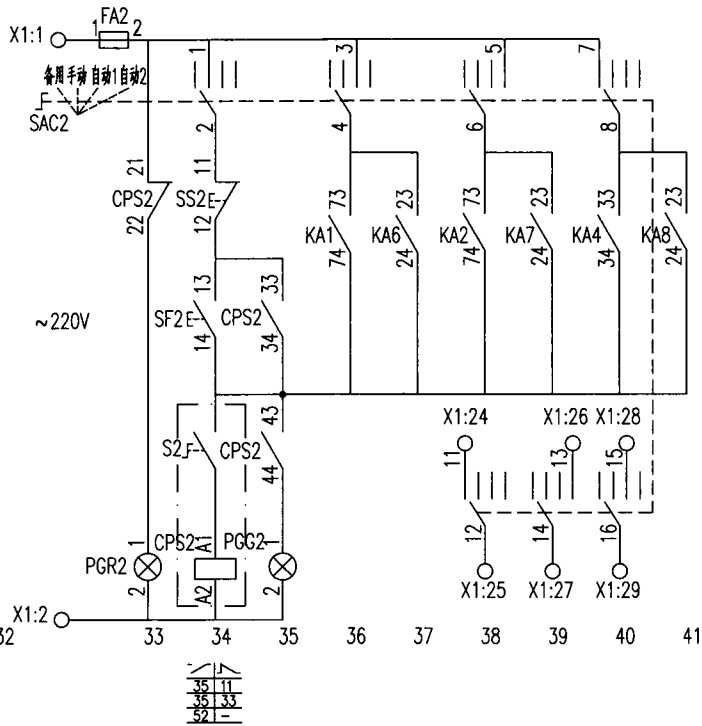 FA2
X1:1 1 2
备用 手动 自动1 自动2
SAC2
1 3 5 7
2 4 6 8
21 11
CPS2 SS2
22 12
73 23 73 23 33 23
KA1 KA6 KA2 KA7 KA4 KA8
74 24 74 24 34 24
13 33
SF2 CPS2
14 34
~220V
43
S2 CPS2
44
X1:24 X1:26 X1:28
11 13 15
12 14 16
X1:25 X1:27 X1:29
1 CPS2 A1 PGG2 1
PGR2
2 A2 2
X1:2
32 33 34 35 36 37 38 39 40 41
35 11
35 33
52 -